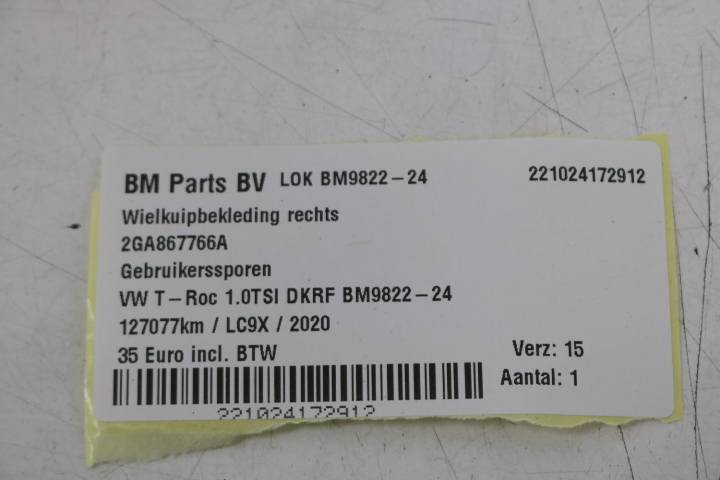 BM Parts BV LOK BM9822-24 221024172912
Wielkuipbekleding rechts
2GA867766A
Gebruikerssporen
VW T-Roc 1.0TSI DKRF BM9822-24
127077km / LC9X / 2020
35 Euro incl. BTW Verz: 15
Aantal: 1
221024172912